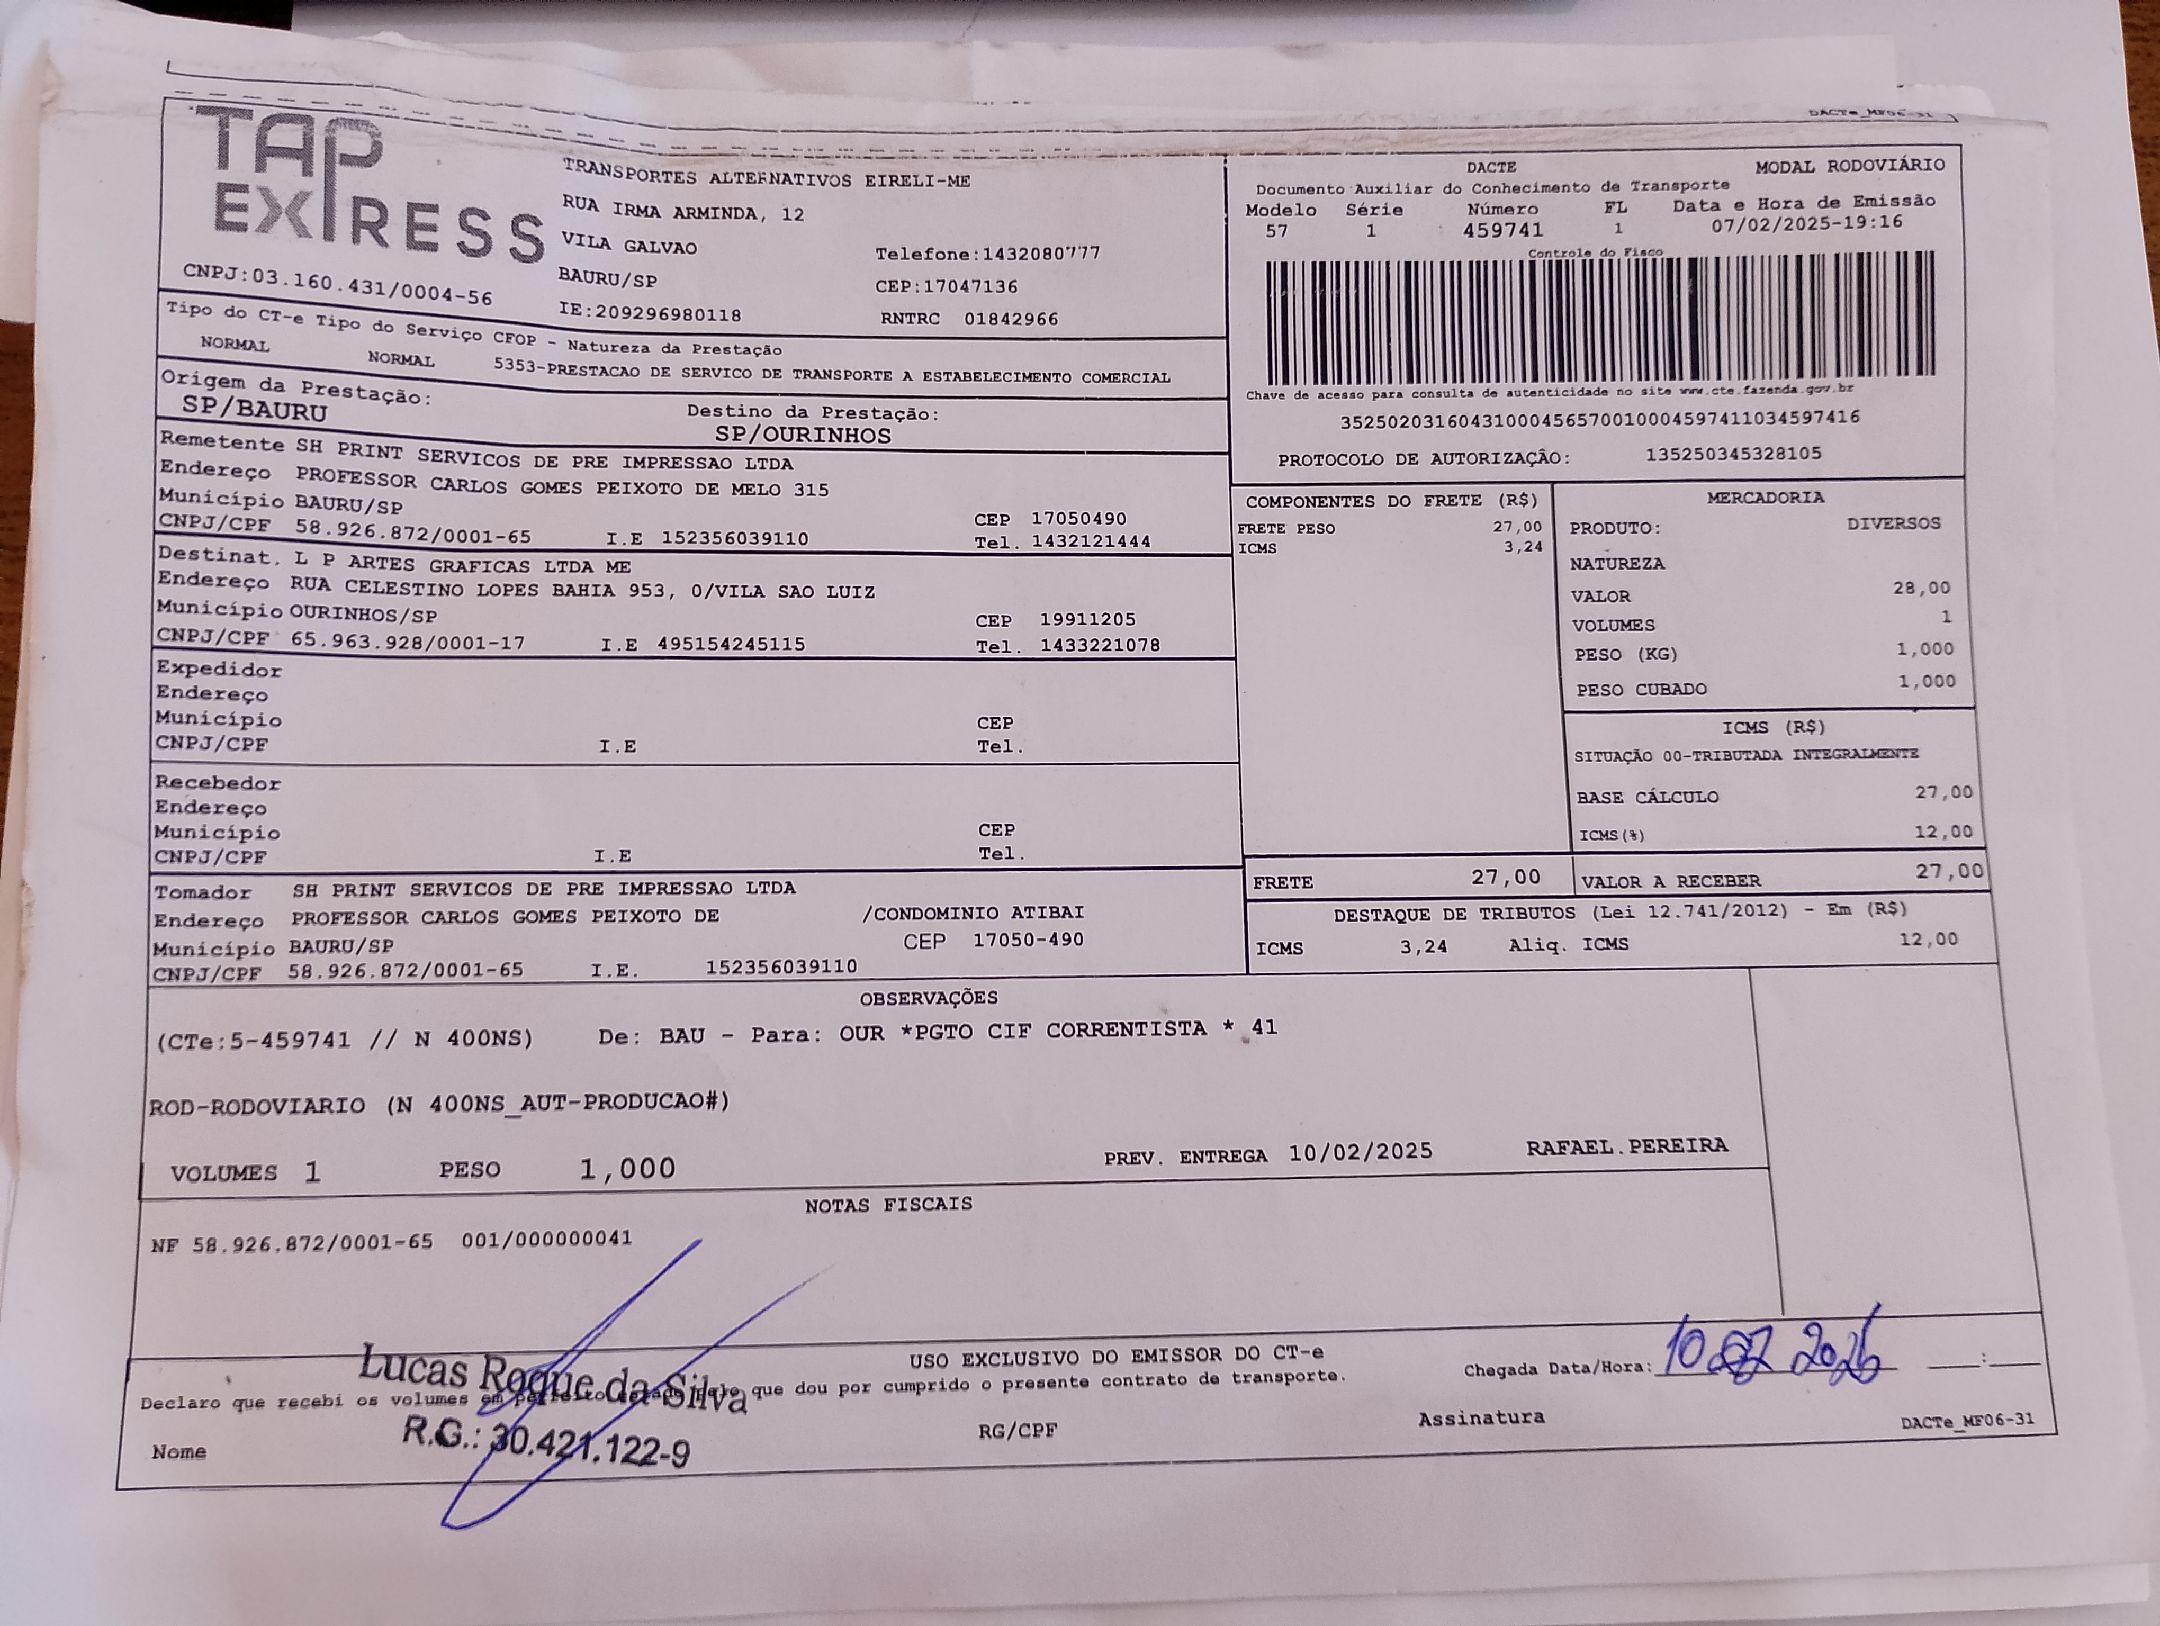 DACTe_MF06-31
TAP EXPRESS
CNPJ:03.160.431/0004-56
TRANSPORTES ALTERNATIVOS EIRELI-ME
RUA IRMA ARMINDA, 12
VILA GALVAO
BAURU/SP
IE:209296980118
Telefone:1432080777
CEP:17047136
RNTRC 01842966
DACTE MODAL RODOVIÁRIO
Documento Auxiliar do Conhecimento de Transporte
Modelo Série Número FL Data e Hora de Emissão
57 1 459741 1 07/02/2025-19:16
Controle do Fisco
Chave de acesso para consulta de autenticidade no site www.cte.fazenda.gov.br
35250203160431000456570010004597411034597416
PROTOCOLO DE AUTORIZAÇÃO: 135250345328105
Tipo do CT-e Tipo do Serviço CFOP - Natureza da Prestação
NORMAL NORMAL 5353-PRESTACAO DE SERVICO DE TRANSPORTE A ESTABELECIMENTO COMERCIAL
Origem da Prestação: Destino da Prestação:
SP/BAURU SP/OURINHOS
Remetente SH PRINT SERVICOS DE PRE IMPRESSAO LTDA
Endereço PROFESSOR CARLOS GOMES PEIXOTO DE MELO 315
Município BAURU/SP CEP 17050490
CNPJ/CPF 58.926.872/0001-65 I.E 152356039110 Tel. 1432121444
Destinat. L P ARTES GRAFICAS LTDA ME
Endereço RUA CELESTINO LOPES BAHIA 953, 0/VILA SAO LUIZ
Município OURINHOS/SP CEP 19911205
CNPJ/CPF 65.963.928/0001-17 I.E 495154245115 Tel. 1433221078
Expedidor
Endereço
Município CEP
CNPJ/CPF I.E Tel.
Recebedor
Endereço
Município CEP
CNPJ/CPF I.E Tel.
Tomador SH PRINT SERVICOS DE PRE IMPRESSAO LTDA
Endereço PROFESSOR CARLOS GOMES PEIXOTO DE /CONDOMINIO ATIBAI
Município BAURU/SP CEP 17050-490
CNPJ/CPF 58.926.872/0001-65 I.E. 152356039110
COMPONENTES DO FRETE (R$)
FRETE PESO 27,00
ICMS 3,24
MERCADORIA
PRODUTO: DIVERSOS
NATUREZA
VALOR 28,00
VOLUMES 1
PESO (KG) 1,000
PESO CUBADO 1,000
ICMS (R$)
SITUAÇÃO 00-TRIBUTADA INTEGRALMENTE
BASE CÁLCULO 27,00
ICMS(%) 12,00
FRETE 27,00 VALOR A RECEBER 27,00
DESTAQUE DE TRIBUTOS (Lei 12.741/2012) - Em (R$)
ICMS 3,24 Aliq. ICMS 12,00
OBSERVAÇÕES
(CTe:5-459741 // N 400NS) De: BAU - Para: OUR *PGTO CIF CORRENTISTA * 41
ROD-RODOVIARIO (N 400NS_AUT-PRODUCAO#)
VOLUMES 1 PESO 1,000 PREV. ENTREGA 10/02/2025 RAFAEL.PEREIRA
NOTAS FISCAIS
NF 58.926.872/0001-65 001/000000041
USO EXCLUSIVO DO EMISSOR DO CT-e
Lucas Roque da Silva
Declaro que recebi os volumes em que dou por cumprido o presente contrato de transporte.
R.G.: 30.421.122-9
Chegada Data/Hora: 10 ___:___
Nome RG/CPF Assinatura DACTe_MF06-31